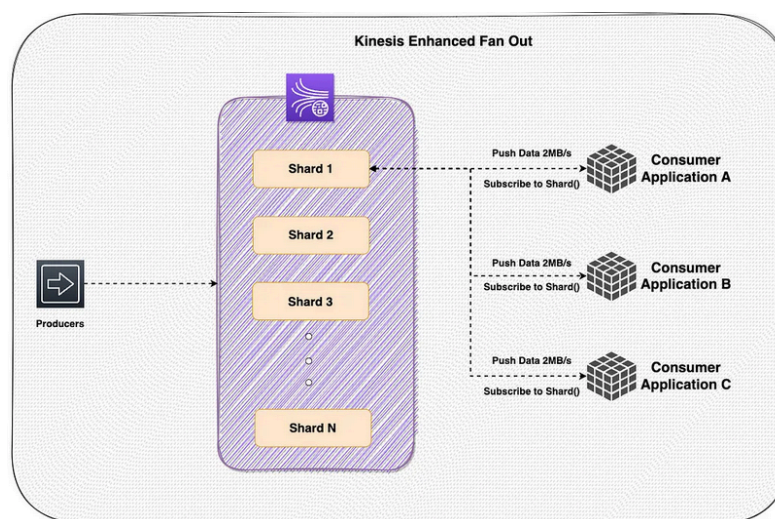 Kinesis Enhanced Fan Out
Shard 1
Shard 2
Shard 3
Shard N
Producers
Push Data 2MB/s
Subscribe to Shard()
Consumer
Application A
Push Data 2MB/s
Subscribe to Shard()
Consumer
Application B
Push Data 2MB/s
Subscribe to Shard()
Consumer
Application C